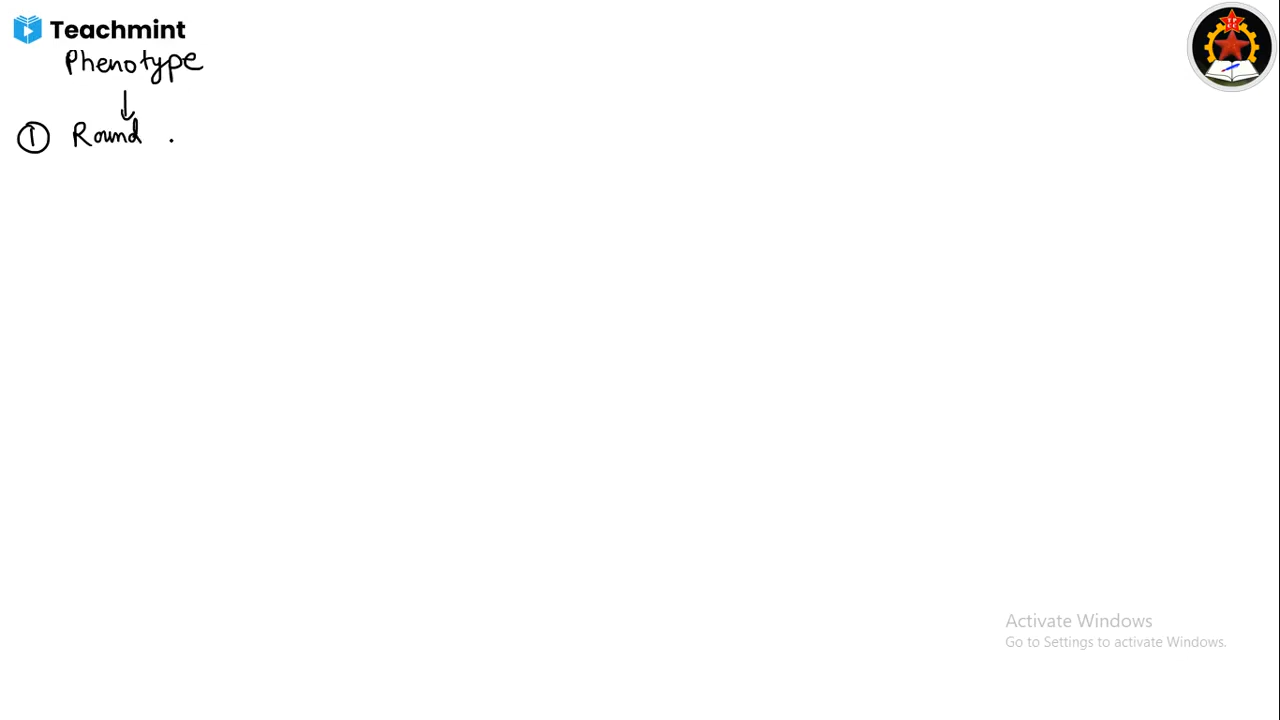 Teachmint
Phenotype
↓
① Round .
Activate Windows
Go to Settings to activate Windows.